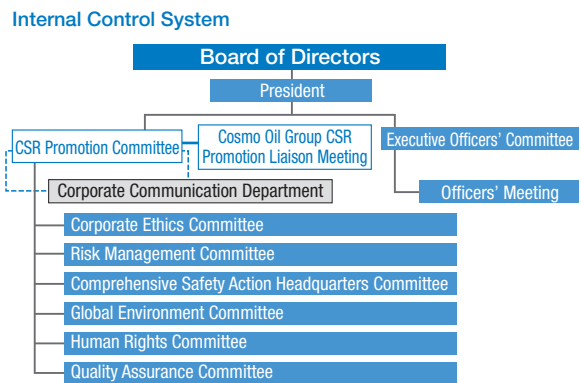 Internal Control System
Board of Directors
President
CSR Promotion Committee
Cosmo Oil Group CSR
Promotion Liaison Meeting
Executive Officers' Committee
Corporate Communication Department
Officers' Meeting
Corporate Ethics Committee
Risk Management Committee
Comprehensive Safety Action Headquarters Committee
Global Environment Committee
Human Rights Committee
Quality Assurance Committee